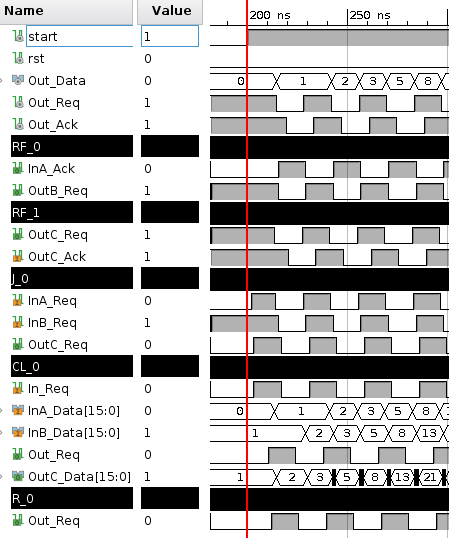 Name Value 200 ns 250 ns
start 1
rst 0
Out_Data 0 0 1 2 3 5 8
Out_Req 1
Out_Ack 1
RF_0
InA_Ack 0
OutB_Req 1
RF_1
OutC_Req 1
OutC_Ack 1
J_0
InA_Req 0
InB_Req 1
OutC_Req 0
CL_0
In_Req 0
InA_Data[15:0] 0 0 1 2 3 5 8
InB_Data[15:0] 1 1 2 3 5 8 13
Out_Req 0
OutC_Data[15:0] 1 1 2 3 5 8 13 21
R_0
Out_Req 0